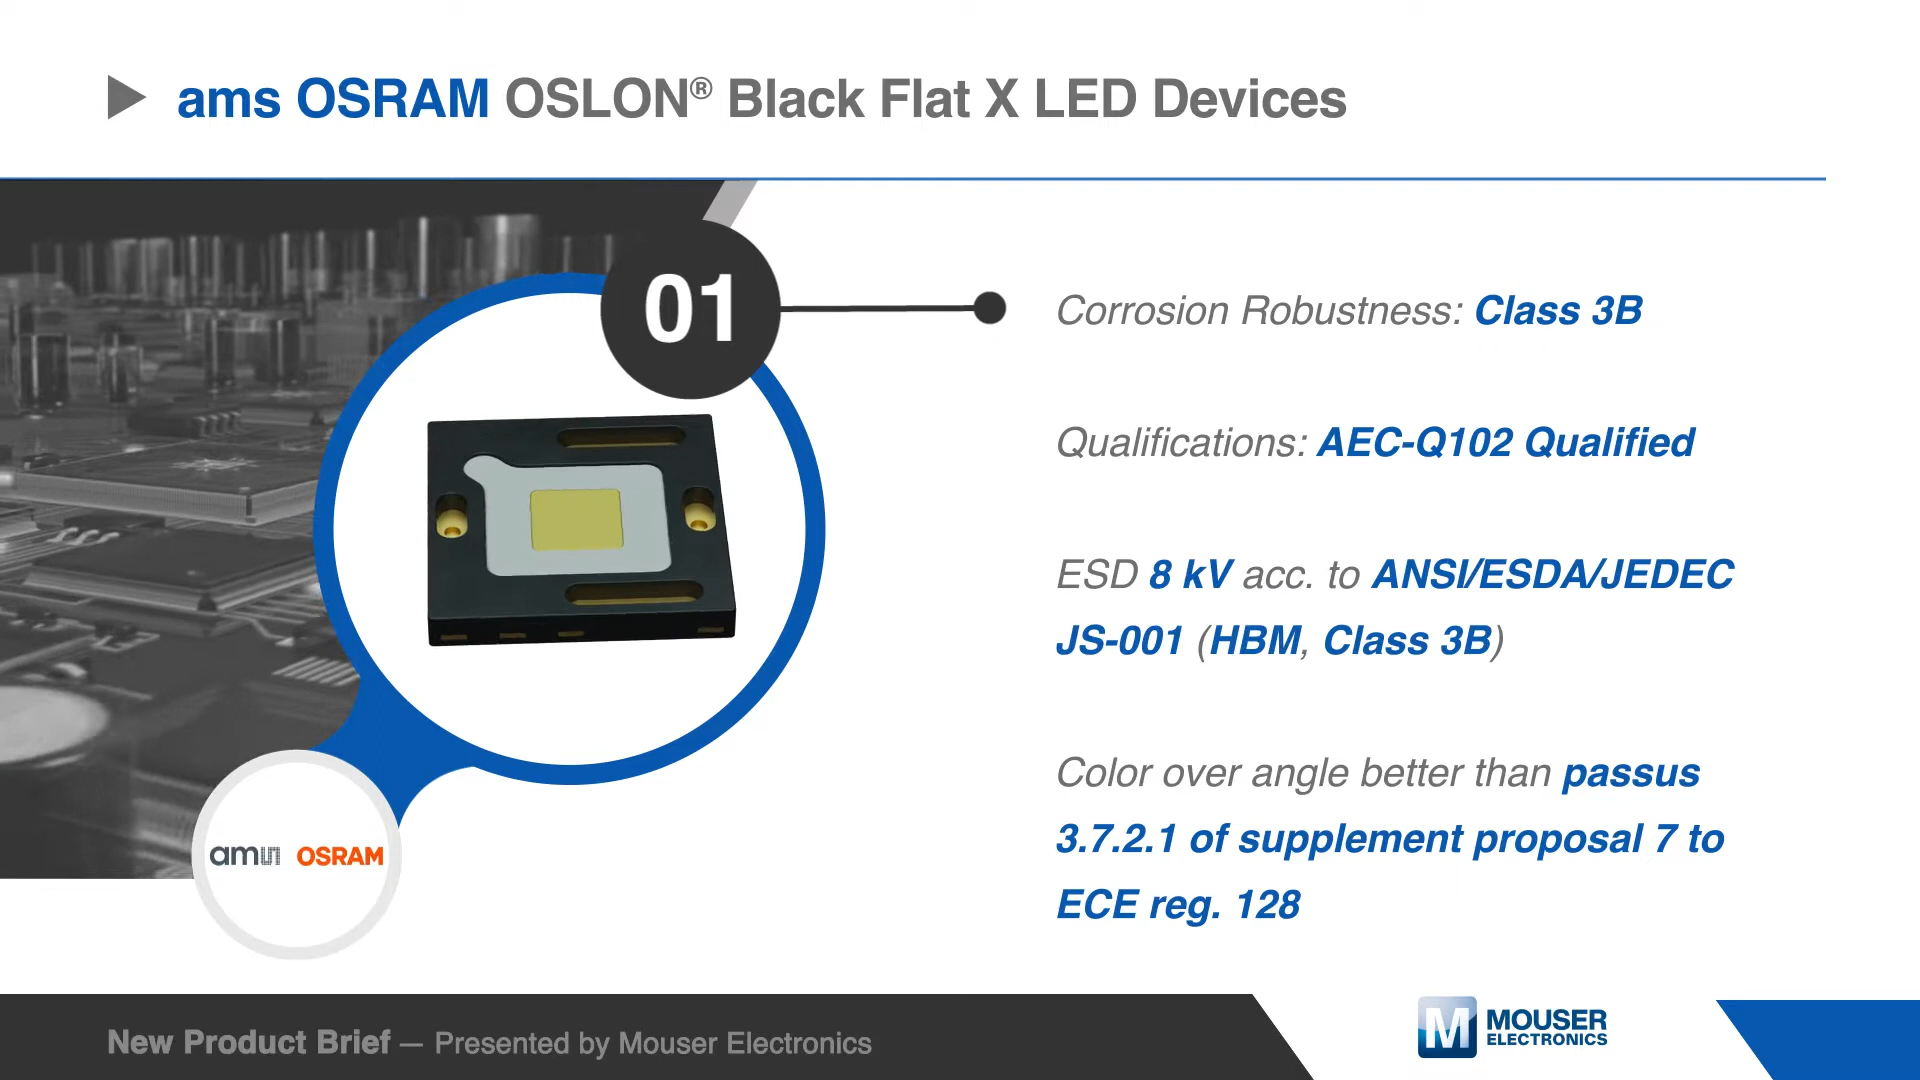 ams OSRAM OSLON® Black Flat X LED Devices
01
Corrosion Robustness: Class 3B
Qualifications: AEC-Q102 Qualified
ESD 8 kV acc. to ANSI/ESDA/JEDEC
JS-001 (HBM, Class 3B)
Color over angle better than passus
3.7.2.1 of supplement proposal 7 to
ECE reg. 128
amu OSRAM
New Product Brief — Presented by Mouser Electronics
M MOUSER
ELECTRONICS